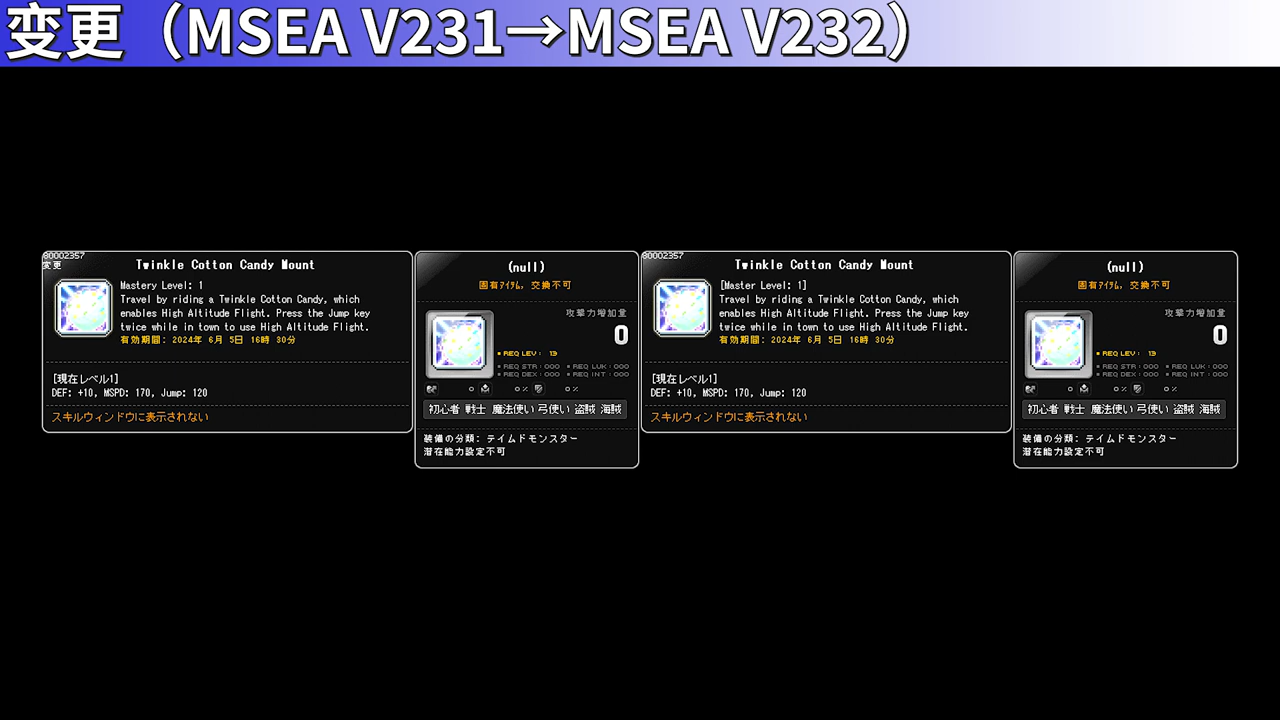 変更（MSEA V231→MSEA V232）
80002357
変更
Twinkle Cotton Candy Mount
Mastery Level: 1
Travel by riding a Twinkle Cotton Candy, which
enables High Altitude Flight. Press the Jump key
twice while in town to use High Altitude Flight.
有効期間: 2024年 6月 5日 16時 30分
[現在レベル1]
DEF: +10, MSPD: 170, Jump: 120
スキルウィンドウに表示されない
(null)
固有ｱｲﾃﾑ, 交換不可
攻撃力増加量
0
REQ LEV : 13
REQ STR : 000 REQ LUK : 000
REQ DEX : 000 REQ INT : 000
0 0% 0%
初心者 戦士 魔法使い 弓使い 盗賊 海賊
装備の分類: テイムドモンスター
潜在能力設定不可
80002357
Twinkle Cotton Candy Mount
[Master Level: 1]
Travel by riding a Twinkle Cotton Candy, which
enables High Altitude Flight. Press the Jump key
twice while in town to use High Altitude Flight.
有効期間: 2024年 6月 5日 16時 30分
[現在レベル1]
DEF: +10, MSPD: 170, Jump: 120
スキルウィンドウに表示されない
(null)
固有ｱｲﾃﾑ, 交換不可
攻撃力増加量
0
REQ LEV : 13
REQ STR : 000 REQ LUK : 000
REQ DEX : 000 REQ INT : 000
0 0% 0%
初心者 戦士 魔法使い 弓使い 盗賊 海賊
装備の分類: テイムドモンスター
潜在能力設定不可